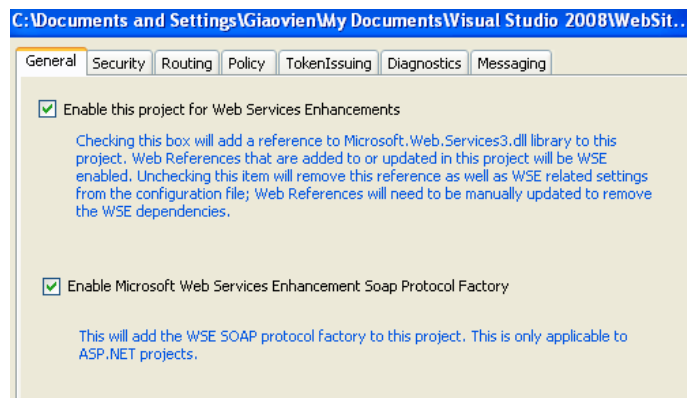 C:\Documents and Settings\Giaovien\My Documents\Visual Studio 2008\WebSit...
General Security Routing Policy TokenIssuing Diagnostics Messaging
Enable this project for Web Services Enhancements
Checking this box will add a reference to Microsoft.Web.Services3.dll library to this
project. Web References that are added to or updated in this project will be WSE
enabled. Unchecking this item will remove this reference as well as WSE related settings
from the configuration file; Web References will need to be manually updated to remove
the WSE dependencies.
Enable Microsoft Web Services Enhancement Soap Protocol Factory
This will add the WSE SOAP protocol factory to this project. This is only applicable to
ASP.NET projects.